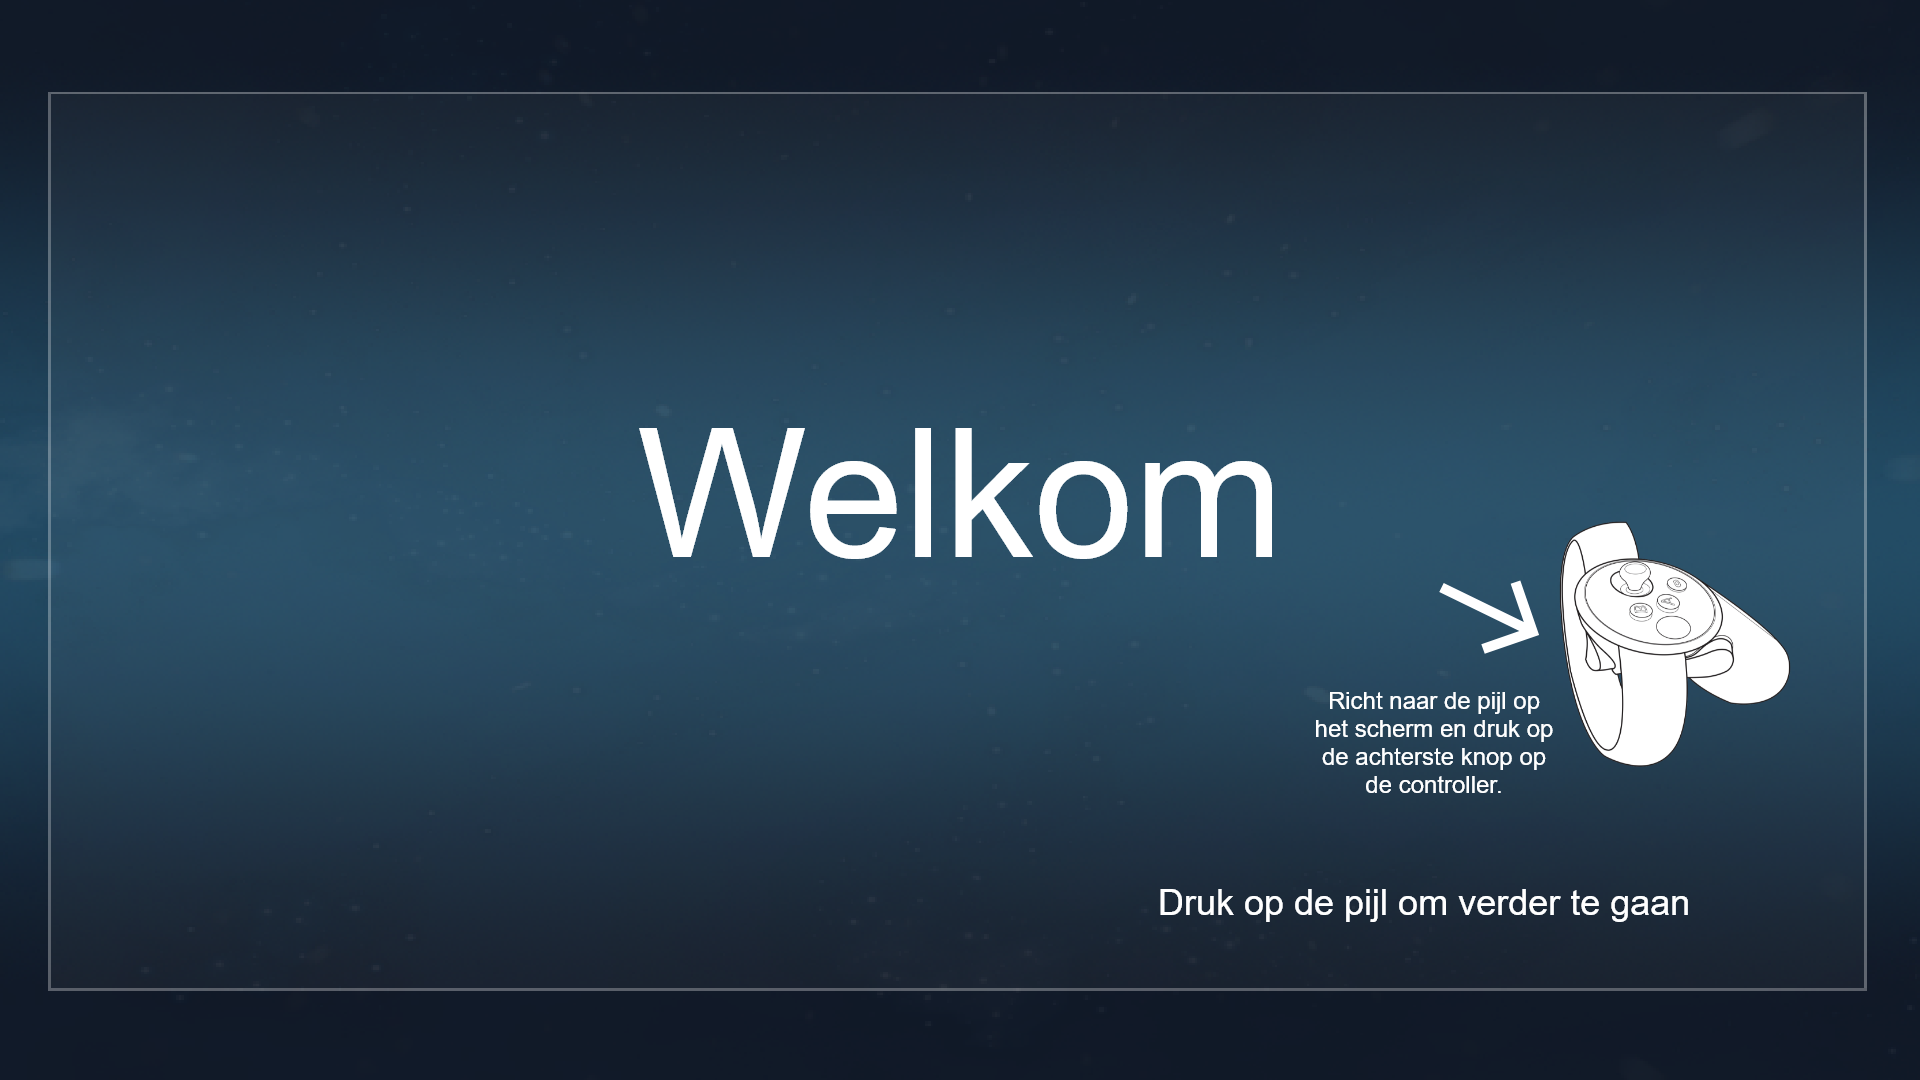 Welkom
Richt naar de pijl op
het scherm en druk op
de achterste knop op
de controller.
Druk op de pijl om verder te gaan